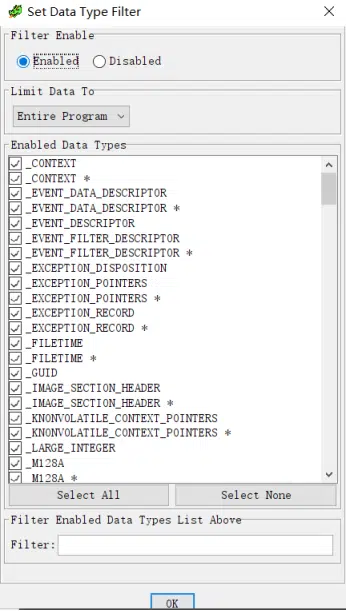 Set Data Type Filter
Filter Enable
Enabled Disabled
Limit Data To
Entire Program
Enabled Data Types
_CONTEXT
_CONTEXT *
_EVENT_DATA_DESCRIPTOR
_EVENT_DATA_DESCRIPTOR *
_EVENT_DESCRIPTOR
_EVENT_FILTER_DESCRIPTOR
_EVENT_FILTER_DESCRIPTOR *
_EXCEPTION_DISPOSITION
_EXCEPTION_POINTERS
_EXCEPTION_POINTERS *
_EXCEPTION_RECORD
_EXCEPTION_RECORD *
_FILETIME
_FILETIME *
_GUID
_IMAGE_SECTION_HEADER
_IMAGE_SECTION_HEADER *
_KNONVOLATILE_CONTEXT_POINTERS
_KNONVOLATILE_CONTEXT_POINTERS *
_LARGE_INTEGER
_M128A
_M128A *
Select All Select None
Filter Enabled Data Types List Above
Filter:
OK